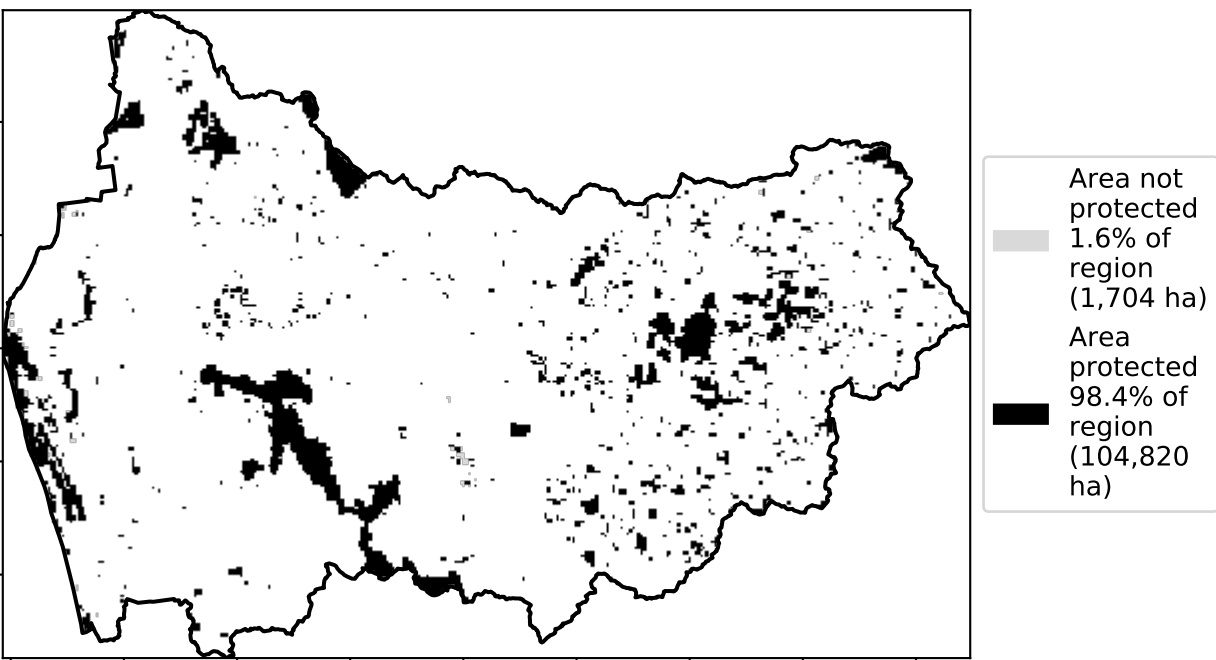 Area not
protected
1.6% of
region
(1,704 ha)
Area
protected
98.4% of
region
(104,820
ha)